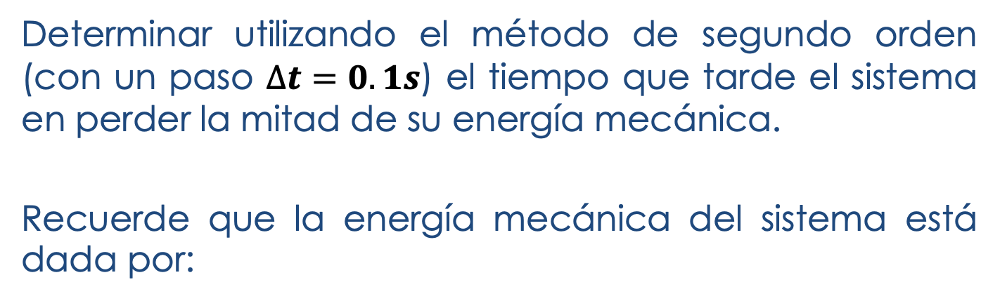 Determinar utilizando el método de segundo orden
(con un paso Δt = 0.1s) el tiempo que tarde el sistema
en perder la mitad de su energía mecánica.
Recuerde que la energía mecánica del sistema está
dada por: